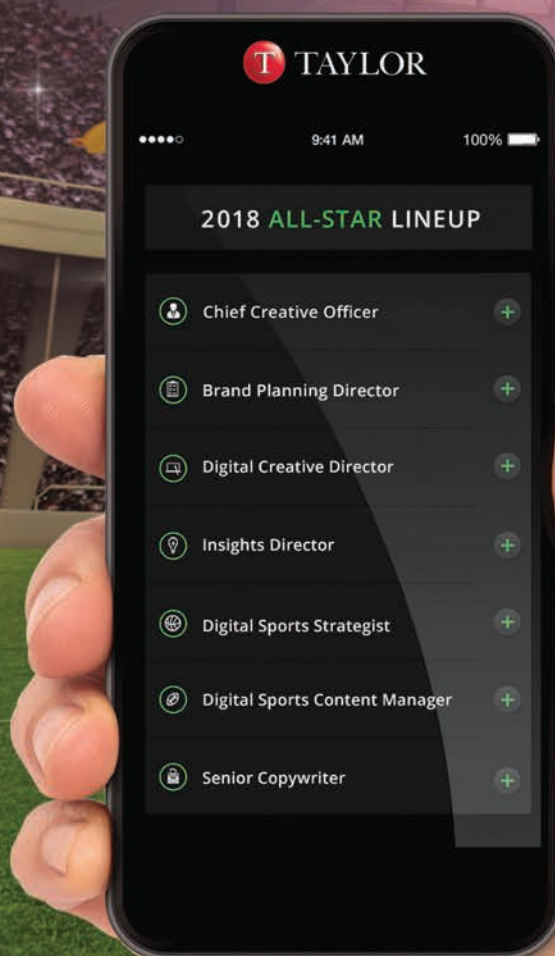 T TAYLOR
9:41 AM 100%
2018 ALL-STAR LINEUP
Chief Creative Officer
Brand Planning Director
Digital Creative Director
Insights Director
Digital Sports Strategist
Digital Sports Content Manager
Senior Copywriter